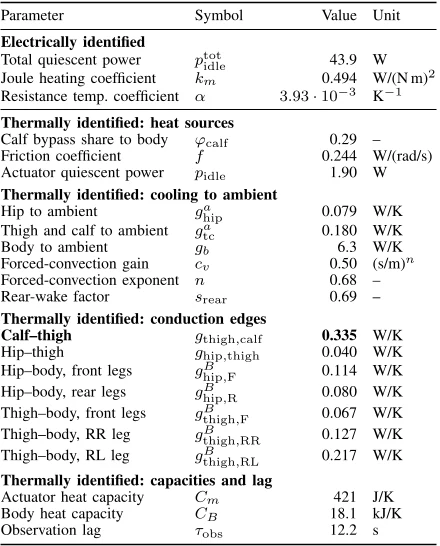 Parameter Symbol Value Unit
Electrically identified
Total quiescent power p_idle^tot 43.9 W
Joule heating coefficient k_m 0.494 W/(N m)^2
Resistance temp. coefficient α 3.93 · 10^−3 K^−1
Thermally identified: heat sources
Calf bypass share to body φ_calf 0.29 –
Friction coefficient f 0.244 W/(rad/s)
Actuator quiescent power p_idle 1.90 W
Thermally identified: cooling to ambient
Hip to ambient g_hip^a 0.079 W/K
Thigh and calf to ambient g_tc^a 0.180 W/K
Body to ambient g_b 6.3 W/K
Forced-convection gain c_v 0.50 (s/m)^n
Forced-convection exponent n 0.68 –
Rear-wake factor s_rear 0.69 –
Thermally identified: conduction edges
Calf–thigh g_thigh,calf 0.335 W/K
Hip–thigh g_hip,thigh 0.040 W/K
Hip–body, front legs g_hip,F^B 0.114 W/K
Hip–body, rear legs g_hip,R^B 0.080 W/K
Thigh–body, front legs g_thigh,F^B 0.067 W/K
Thigh–body, RR leg g_thigh,RR^B 0.127 W/K
Thigh–body, RL leg g_thigh,RL^B 0.217 W/K
Thermally identified: capacities and lag
Actuator heat capacity C_m 421 J/K
Body heat capacity C_B 18.1 kJ/K
Observation lag τ_obs 12.2 s